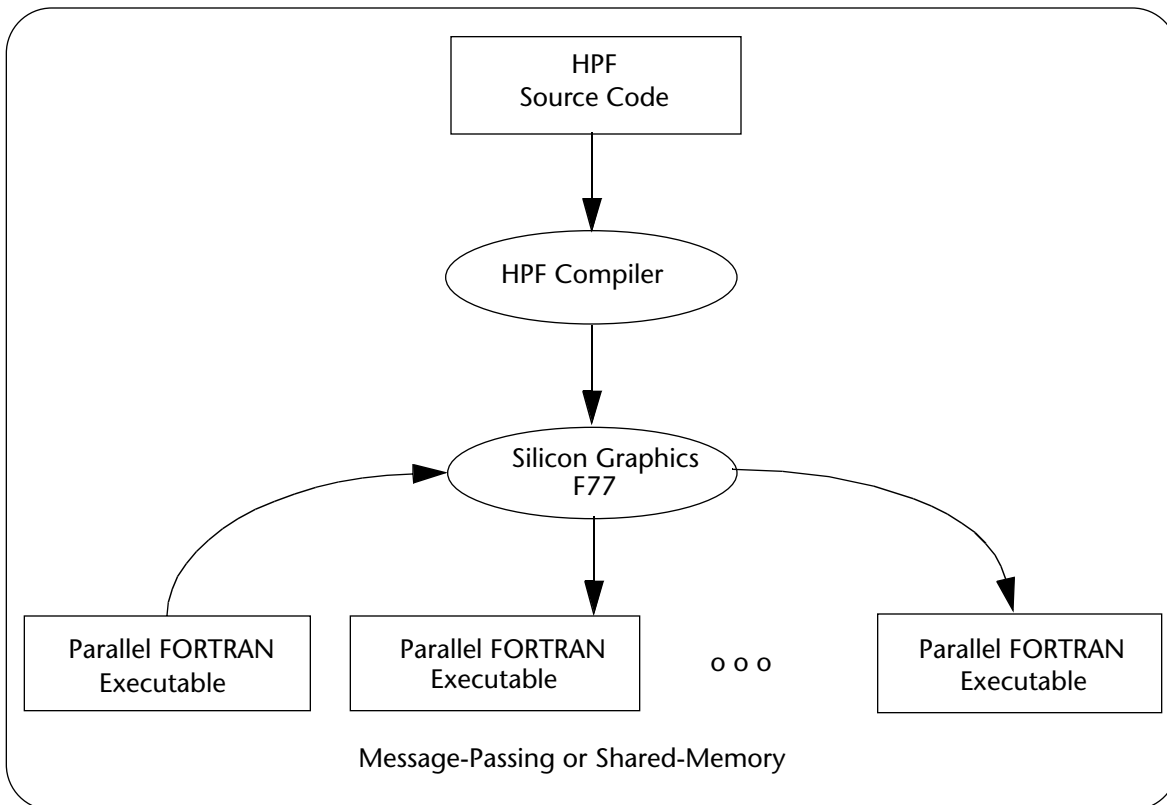 HPF
Source Code
HPF Compiler
Silicon Graphics
F77
Parallel FORTRAN
Executable
Parallel FORTRAN
Executable
o o o
Parallel FORTRAN
Executable
Message-Passing or Shared-Memory